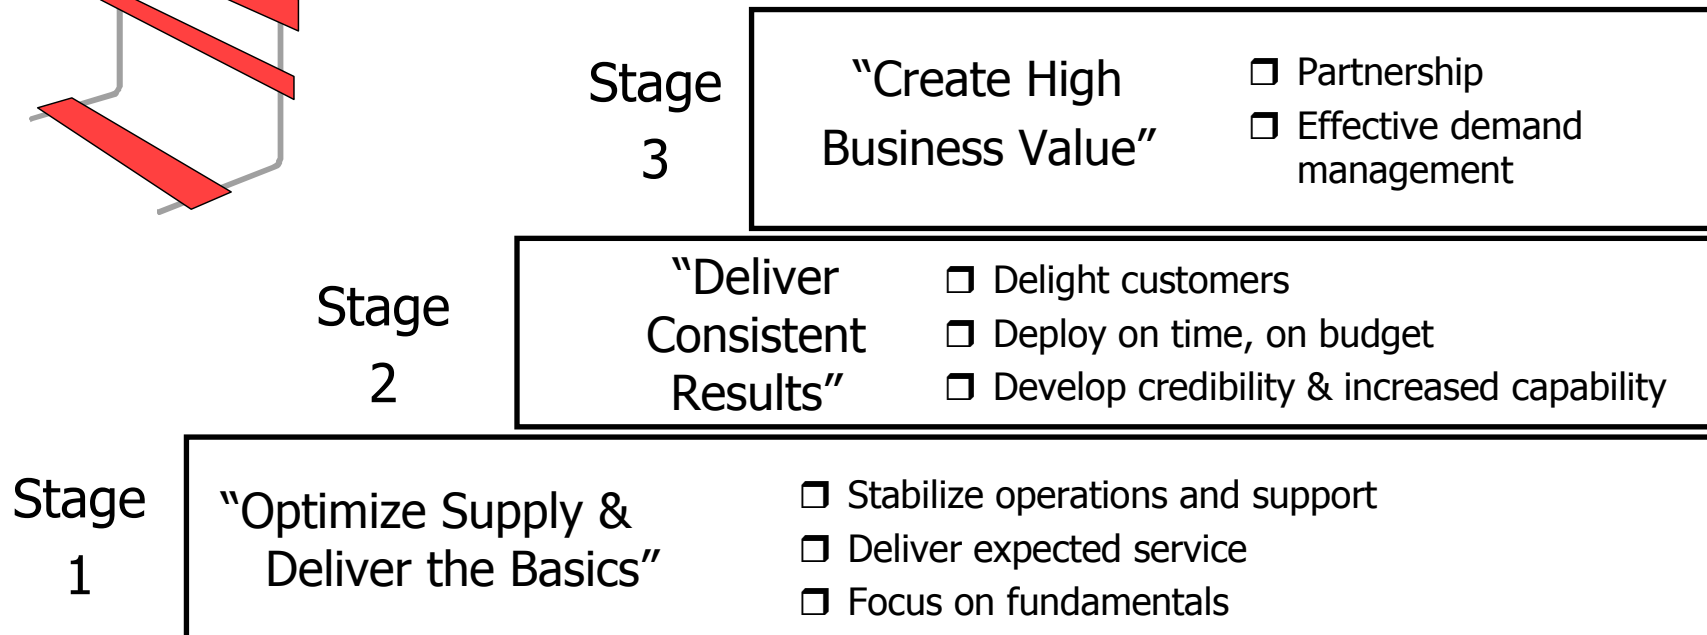 Stage
3
“Create High
Business Value”
❒ Partnership
❒ Effective demand
management
Stage
2
“Deliver
Consistent
Results”
❒ Delight customers
❒ Deploy on time, on budget
❒ Develop credibility & increased capability
Stage
1
“Optimize Supply &
Deliver the Basics”
❒ Stabilize operations and support
❒ Deliver expected service
❒ Focus on fundamentals